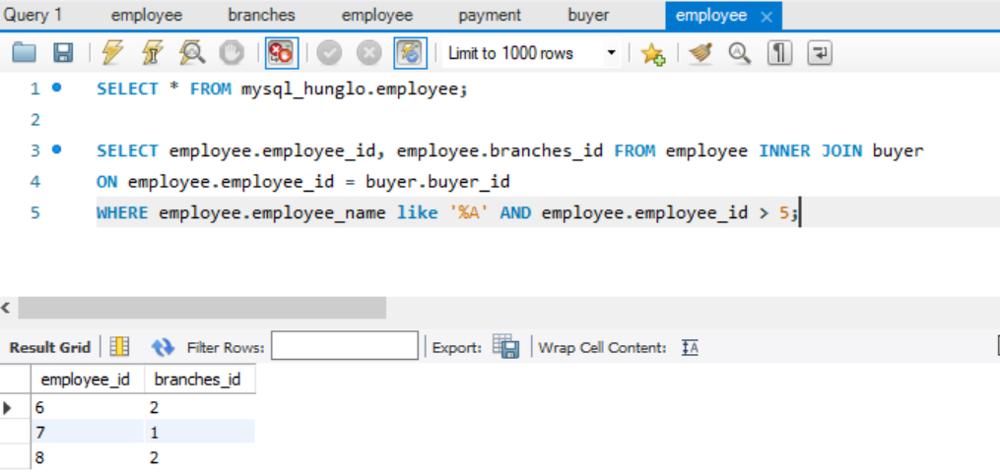 Query 1 employee branches employee payment buyer employee
Limit to 1000 rows
1 SELECT * FROM mysql_hunglo.employee;
2
3 SELECT employee.employee_id, employee.branches_id FROM employee INNER JOIN buyer
4 ON employee.employee_id = buyer.buyer_id
5 WHERE employee.employee_name like '%A' AND employee.employee_id > 5;
Result Grid Filter Rows: Export: Wrap Cell Content:
employee_id branches_id
6 2
7 1
8 2